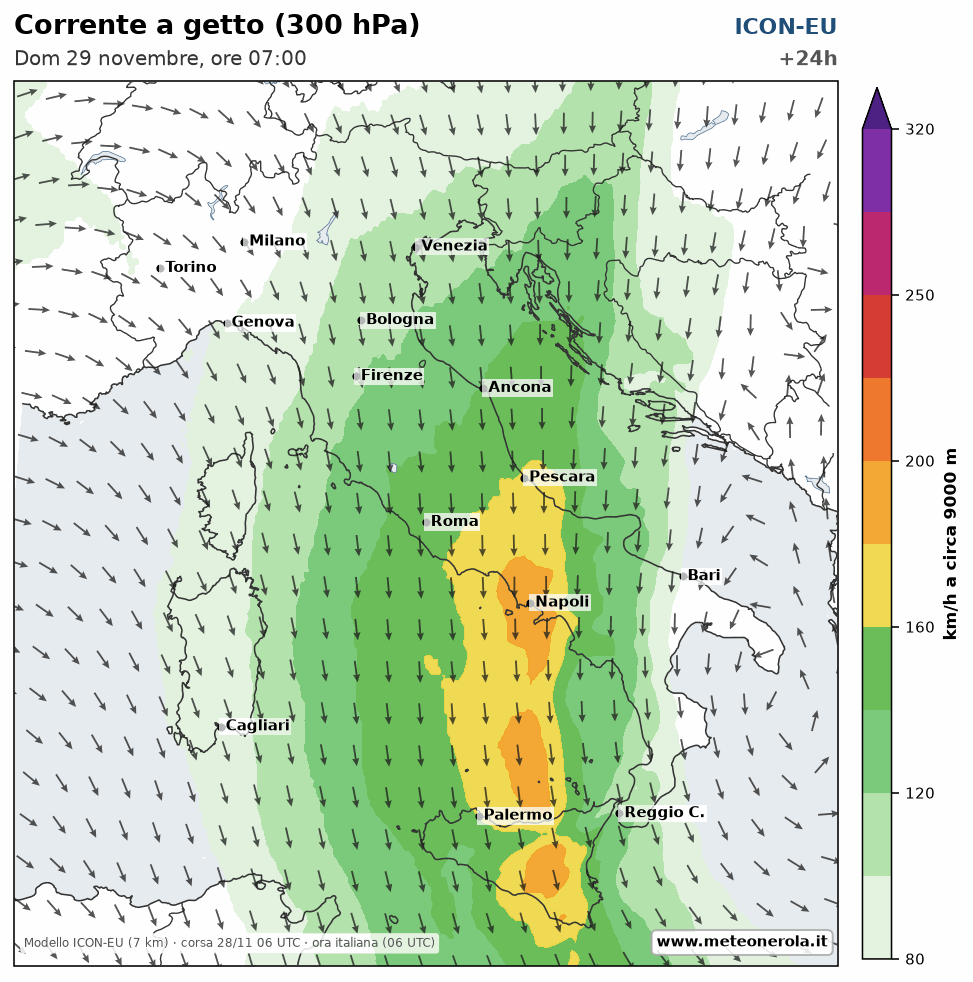 Corrente a getto (300 hPa)
ICON-EU
Dom 29 novembre, ore 07:00
+24h
Milano
Venezia
Torino
Genova
Bologna
Firenze
Ancona
Pescara
Roma
Bari
Napoli
Cagliari
Palermo
Reggio C.
320
250
200
160
120
80
km/h a circa 9000 m
Modello ICON-EU (7 km) · corsa 28/11 06 UTC · ora italiana (06 UTC)
www.meteonerola.it